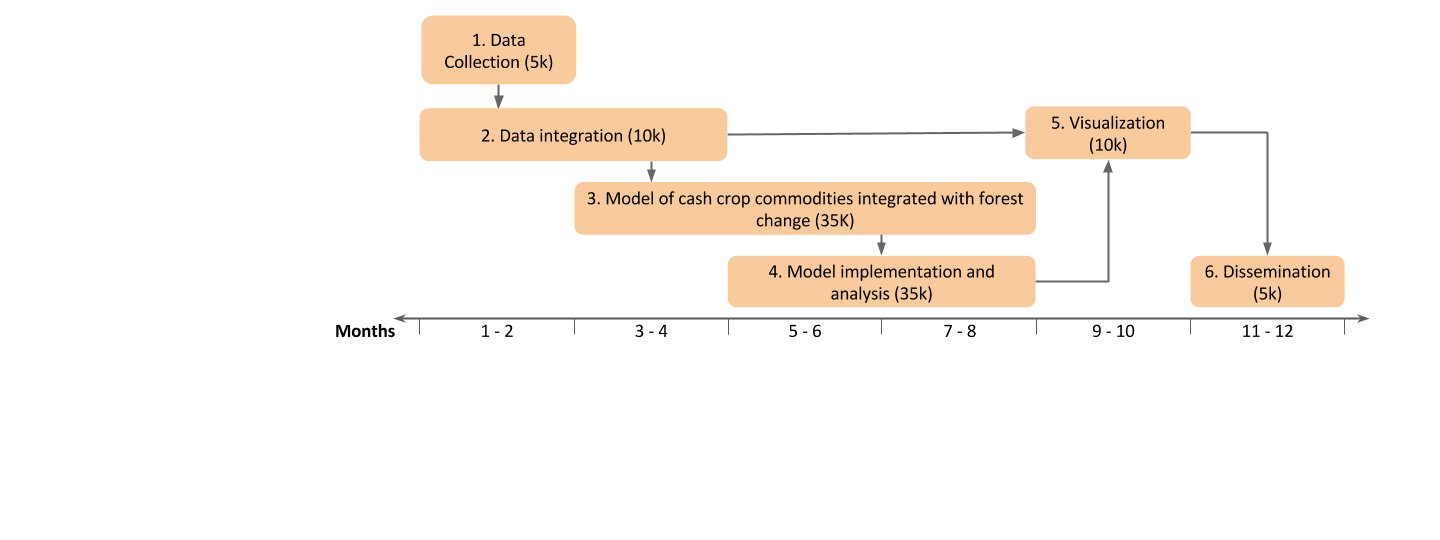 1. Data
Collection (5k)
2. Data integration (10k)
5. Visualization
(10k)
3. Model of cash crop commodities integrated with forest
change (35K)
4. Model implementation and
analysis (35k)
6. Dissemination
(5k)
Months
1 - 2
3 - 4
5 - 6
7 - 8
9 - 10
11 - 12